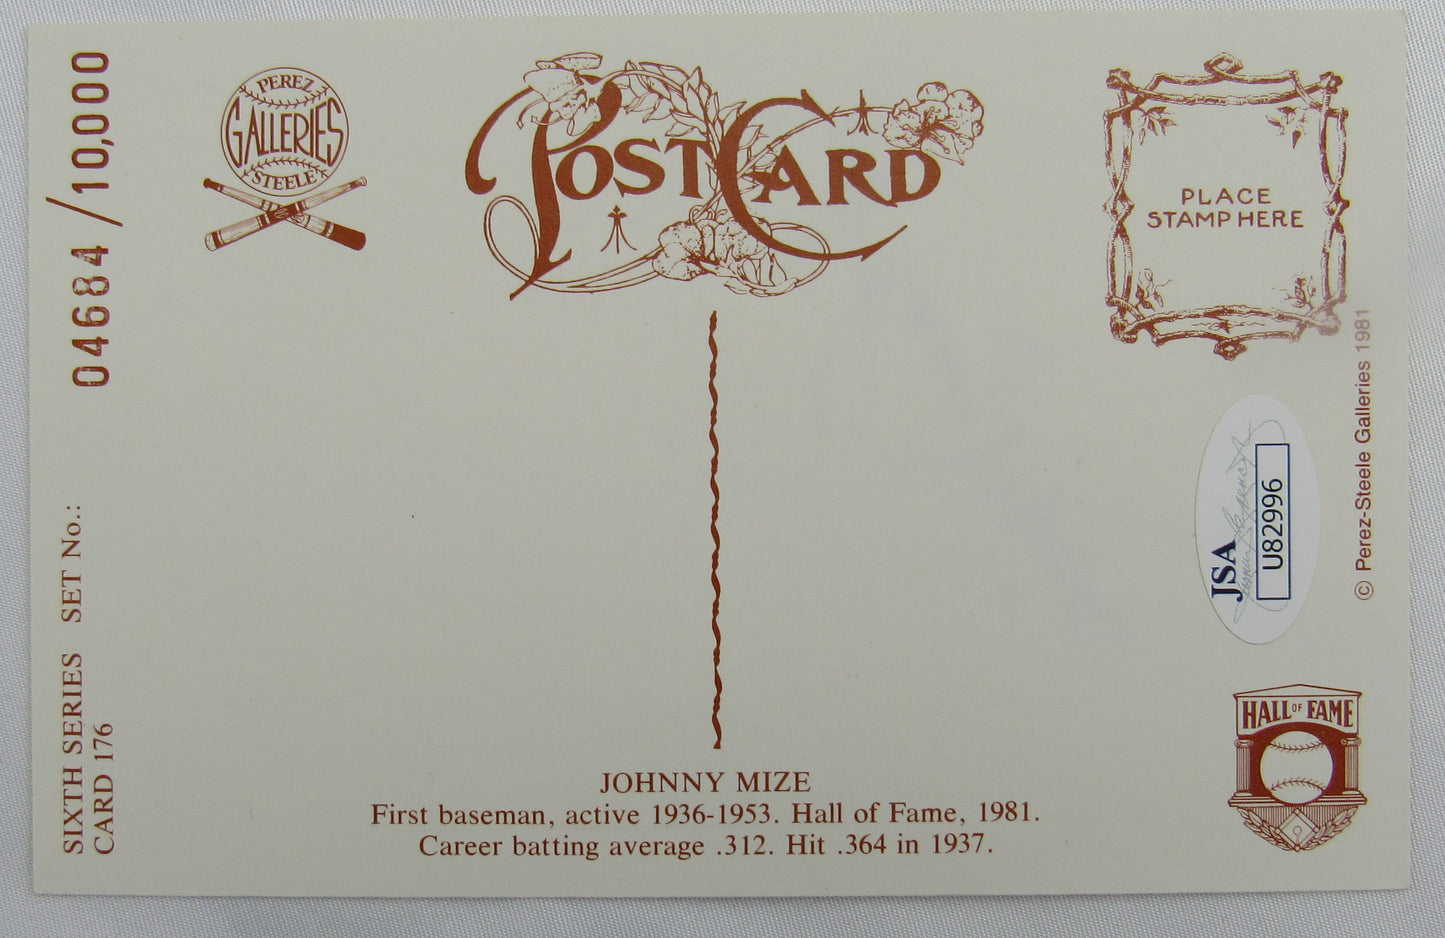 04684 / 10,000
SIXTH SERIES SET No.:
CARD 176
PEREZ
GALLERIES
STEELE
POSTCARD
PLACE
STAMP HERE
© Perez-Steele Galleries 1981
JSA
U82996
HALL OF FAME
JOHNNY MIZE
First baseman, active 1936-1953. Hall of Fame, 1981.
Career batting average .312. Hit .364 in 1937.